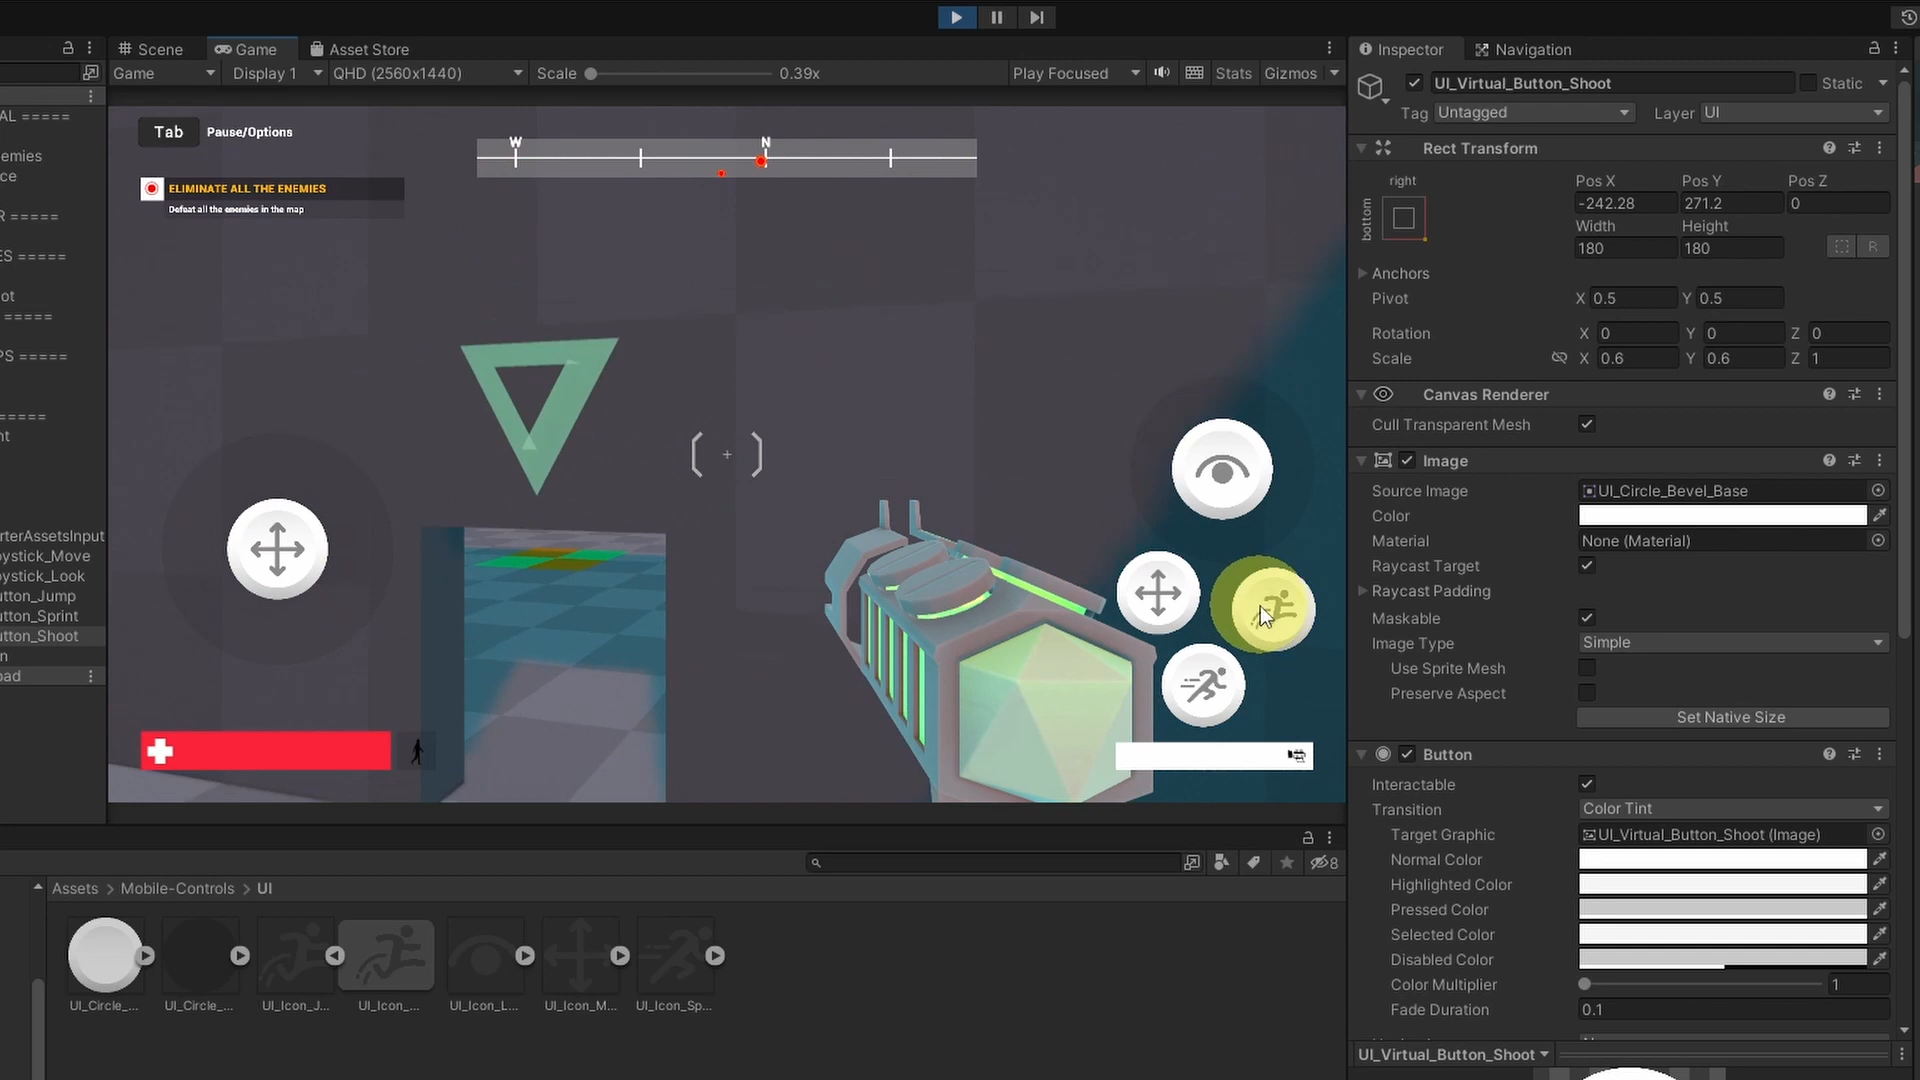 Scene
Game
Asset Store
Game
Display 1
QHD (2560x1440)
Scale
0.39x
Play Focused
Stats
Gizmos
AL =====
emies
ce
R =====
ES =====
ot
=====
PS =====
=====
nt
rterAssetsInput
oystick_Move
oystick_Look
utton_Jump
utton_Sprint
utton_Shoot
n
oad
Tab
Pause/Options
W
N
ELIMINATE ALL THE ENEMIES
Defeat all the enemies in the map
8
Assets > Mobile-Controls > UI
UI_Circle_...
UI_Circle_...
UI_Icon_J...
UI_Icon_...
UI_Icon_L...
UI_Icon_M...
UI_Icon_Sp...
Inspector
Navigation
UI_Virtual_Button_Shoot
Static
Tag Untagged
Layer UI
Rect Transform
right
bottom
Pos X
Pos Y
Pos Z
-242.28
271.2
0
Width
Height
180
180
R
Anchors
Pivot
X 0.5
Y 0.5
Rotation
X 0
Y 0
Z 0
Scale
X 0.6
Y 0.6
Z 1
Canvas Renderer
Cull Transparent Mesh
Image
Source Image
UI_Circle_Bevel_Base
Color
Material
None (Material)
Raycast Target
Raycast Padding
Maskable
Image Type
Simple
Use Sprite Mesh
Preserve Aspect
Set Native Size
Button
Interactable
Transition
Color Tint
Target Graphic
UI_Virtual_Button_Shoot (Image)
Normal Color
Highlighted Color
Pressed Color
Selected Color
Disabled Color
Color Multiplier
1
Fade Duration
0.1
UI_Virtual_Button_Shoot